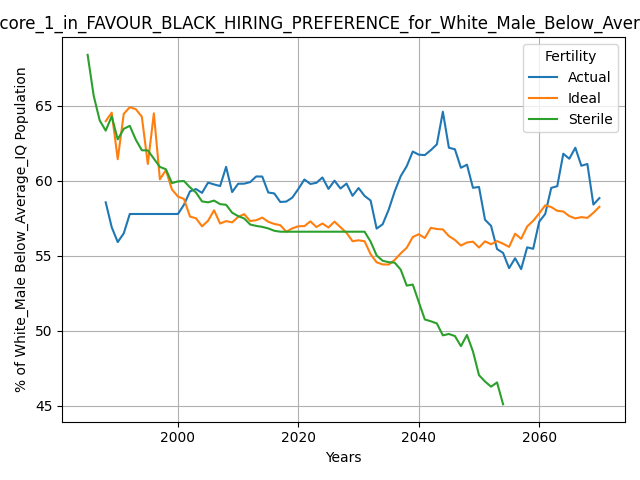 core_1_in_FAVOUR_BLACK_HIRING_PREFERENCE_for_White_Male_Below_Aver
Fertility
Actual
Ideal
Sterile
% of White_Male Below_Average_IQ Population
65
60
55
50
45
2000
2020
2040
2060
Years